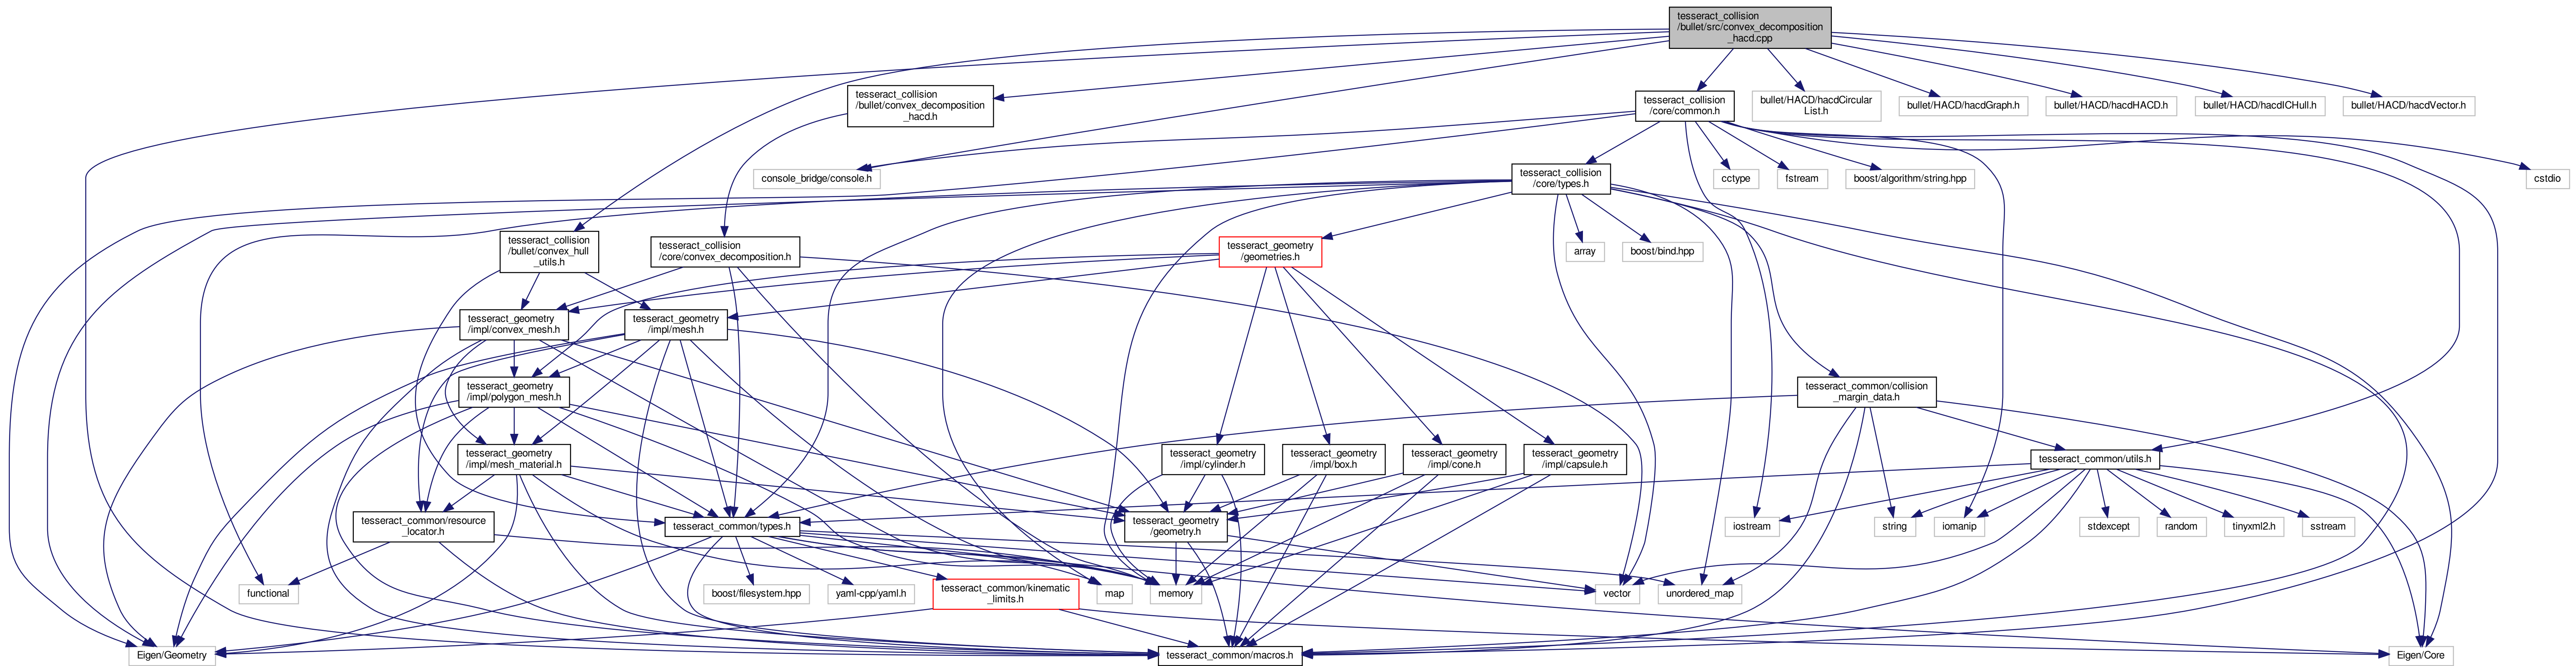 tesseract_collision
/bullet/src/convex_decomposition
_hacd.cpp
tesseract_collision
/bullet/convex_decomposition
_hacd.h
tesseract_collision
/core/common.h
bullet/HACD/hacdCircular
List.h
bullet/HACD/hacdGraph.h
bullet/HACD/hacdHACD.h
bullet/HACD/hacdICHull.h
bullet/HACD/hacdVector.h
console_bridge/console.h
tesseract_collision
/core/types.h
cctype
fstream
boost/algorithm/string.hpp
cstdio
tesseract_collision
/bullet/convex_hull
_utils.h
tesseract_collision
/core/convex_decomposition.h
tesseract_geometry
/geometries.h
array
boost/bind.hpp
tesseract_geometry
/impl/convex_mesh.h
tesseract_geometry
/impl/mesh.h
tesseract_geometry
/impl/polygon_mesh.h
tesseract_common/collision
_margin_data.h
tesseract_geometry
/impl/mesh_material.h
tesseract_geometry
/impl/cylinder.h
tesseract_geometry
/impl/box.h
tesseract_geometry
/impl/cone.h
tesseract_geometry
/impl/capsule.h
tesseract_common/utils.h
tesseract_common/resource
_locator.h
tesseract_common/types.h
tesseract_geometry
/geometry.h
iostream
string
iomanip
stdexcept
random
tinyxml2.h
sstream
functional
boost/filesystem.hpp
yaml-cpp/yaml.h
tesseract_common/kinematic
_limits.h
map
memory
vector
unordered_map
Eigen/Geometry
tesseract_common/macros.h
Eigen/Core